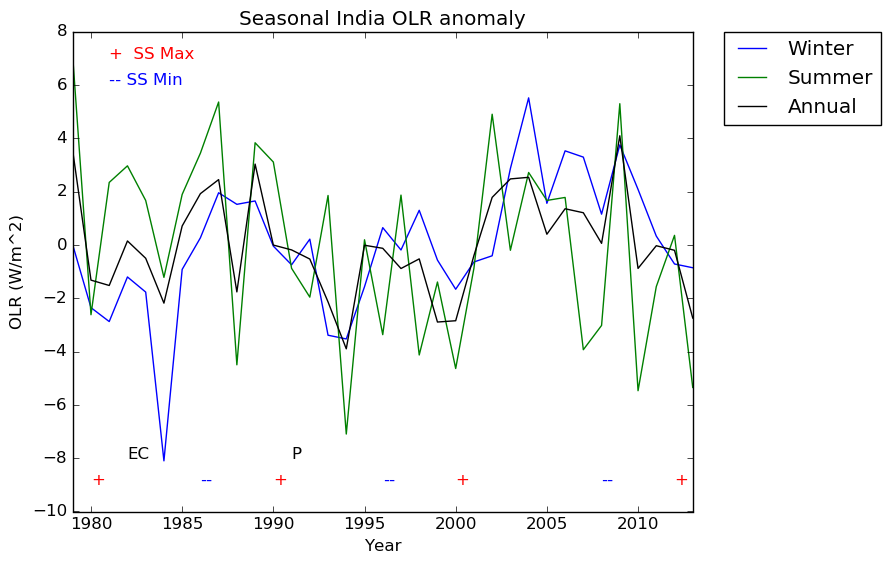 Seasonal India OLR anomaly
8
6
4
2
0
−2
−4
−6
−8
−10
OLR (W/m^2)
+ SS Max
-- SS Min
EC
P
+
--
+
--
+
--
+
1980
1985
1990
1995
2000
2005
2010
Year
Winter
Summer
Annual